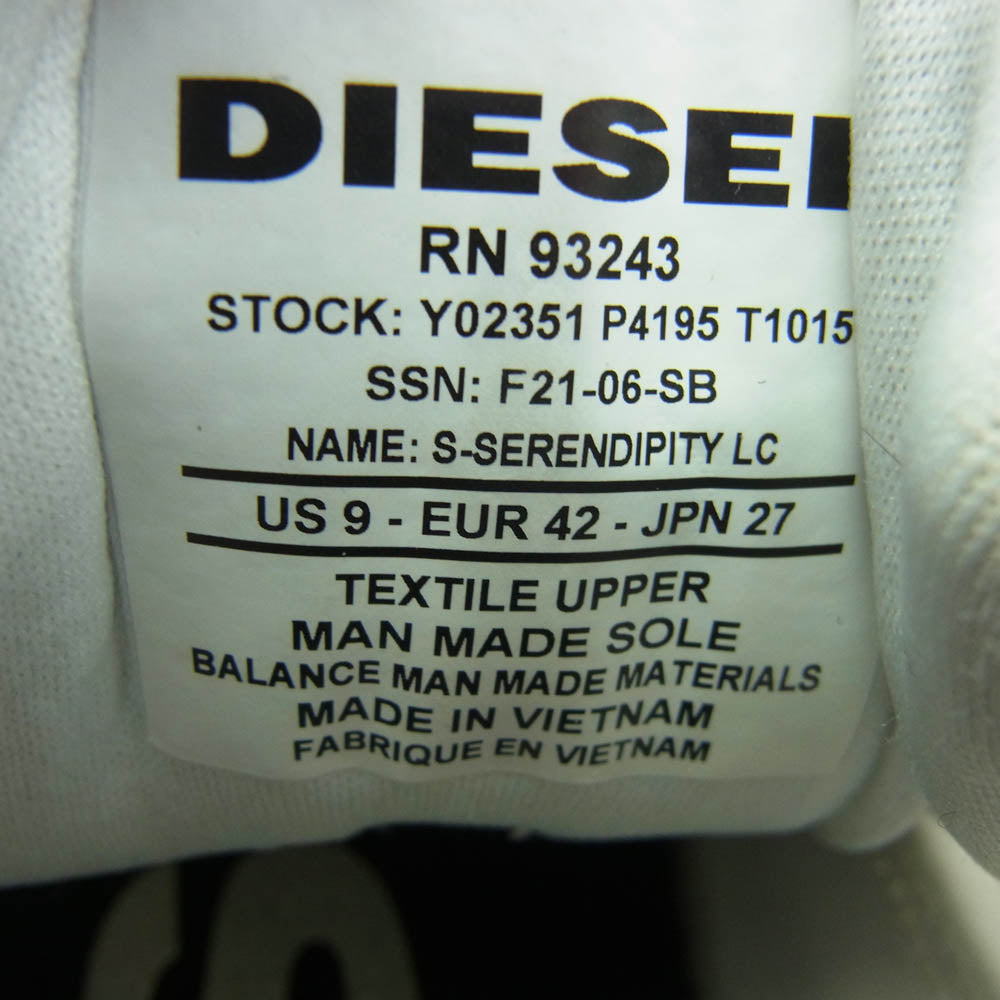 DIESEL
RN 93243
STOCK: Y02351 P4195 T1015
SSN: F21-06-SB
NAME: S-SERENDIPITY LC
US 9 - EUR 42 - JPN 27
TEXTILE UPPER
MAN MADE SOLE
BALANCE MAN MADE MATERIALS
MADE IN VIETNAM
FABRIQUE EN VIETNAM